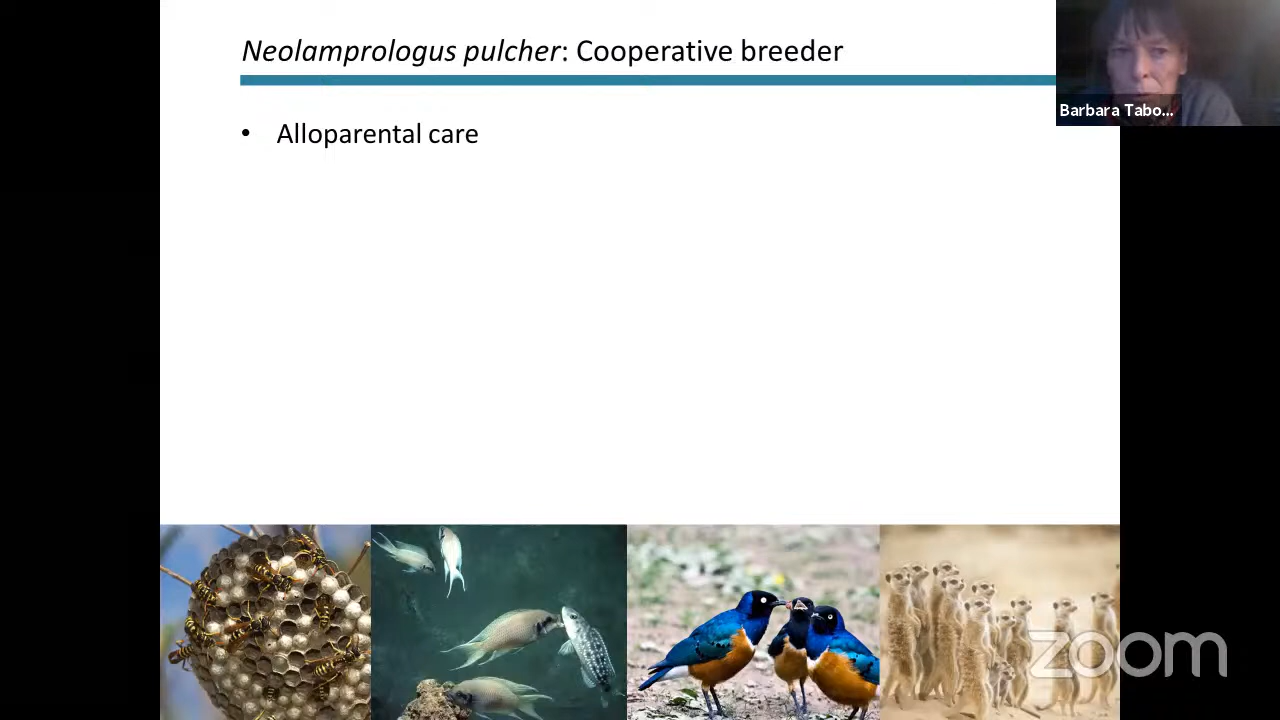 Neolamprologus pulcher: Cooperative breeder
Barbara Tabo...
• Alloparental care
zoom